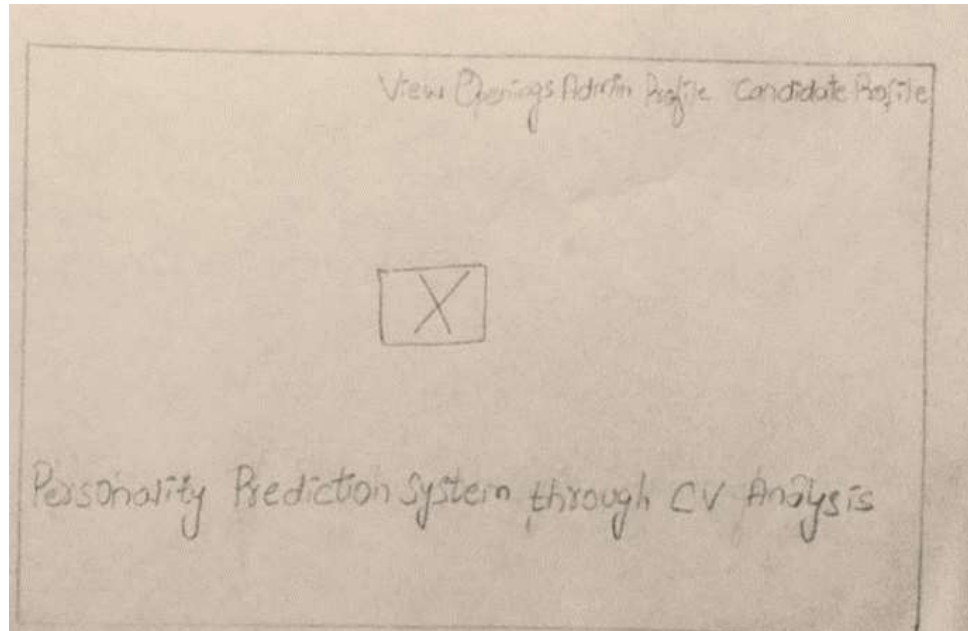 View Openings Admin Profile Candidate Profile
X
Personality Prediction System through CV Analysis